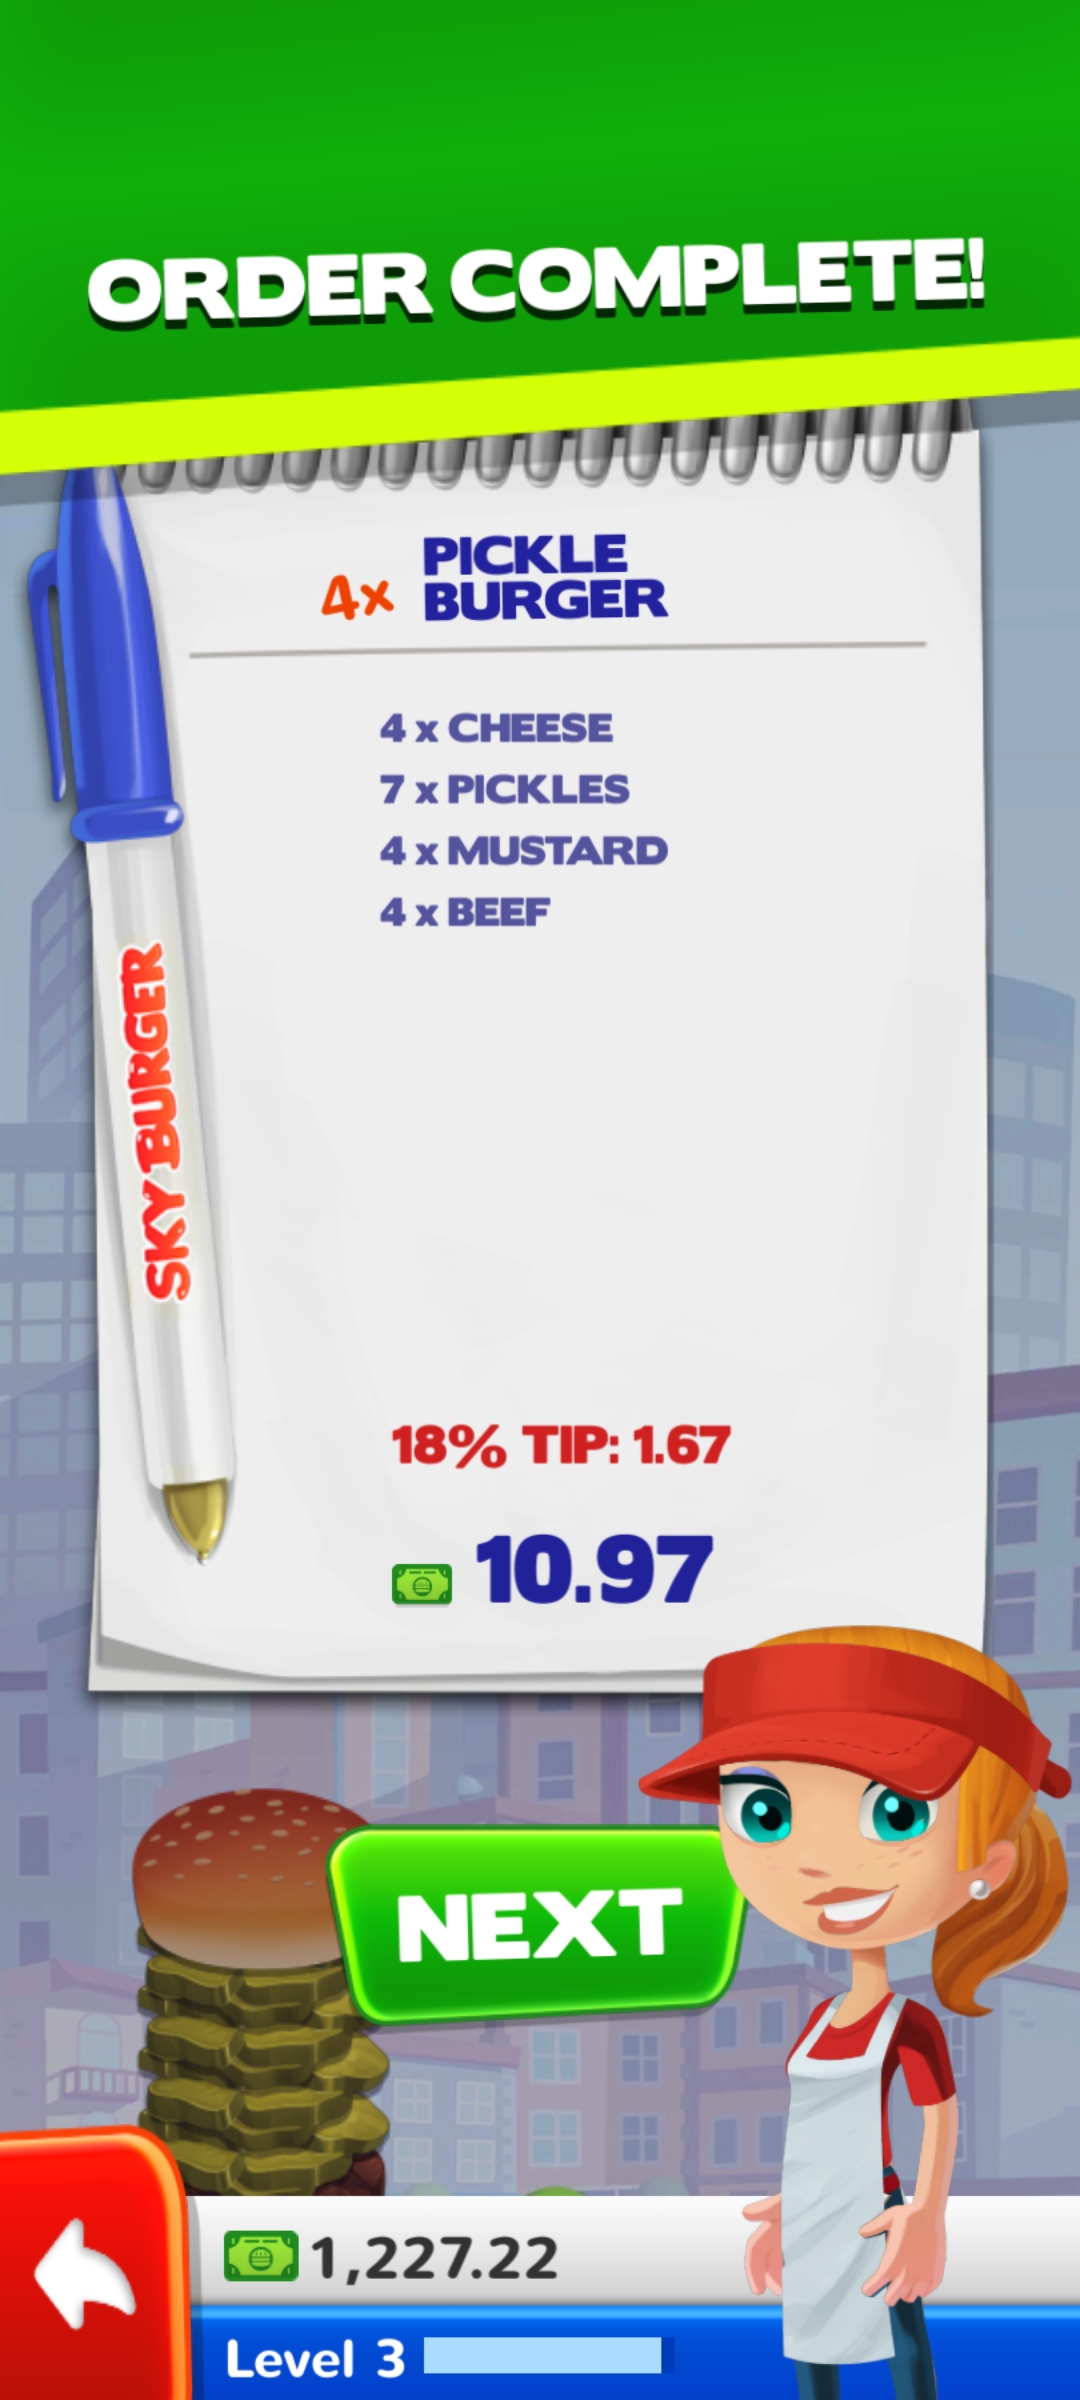 ORDER COMPLETE!
4x PICKLE
BURGER
4 x CHEESE
7 x PICKLES
4 x MUSTARD
4 x BEEF
SKY BURGER
18% TIP: 1.67
10.97
NEXT
1,227.22
Level 3